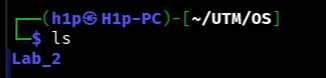 ┌──(h1p㉿H1p-PC)-[~/UTM/OS]
└─$ ls
Lab_2